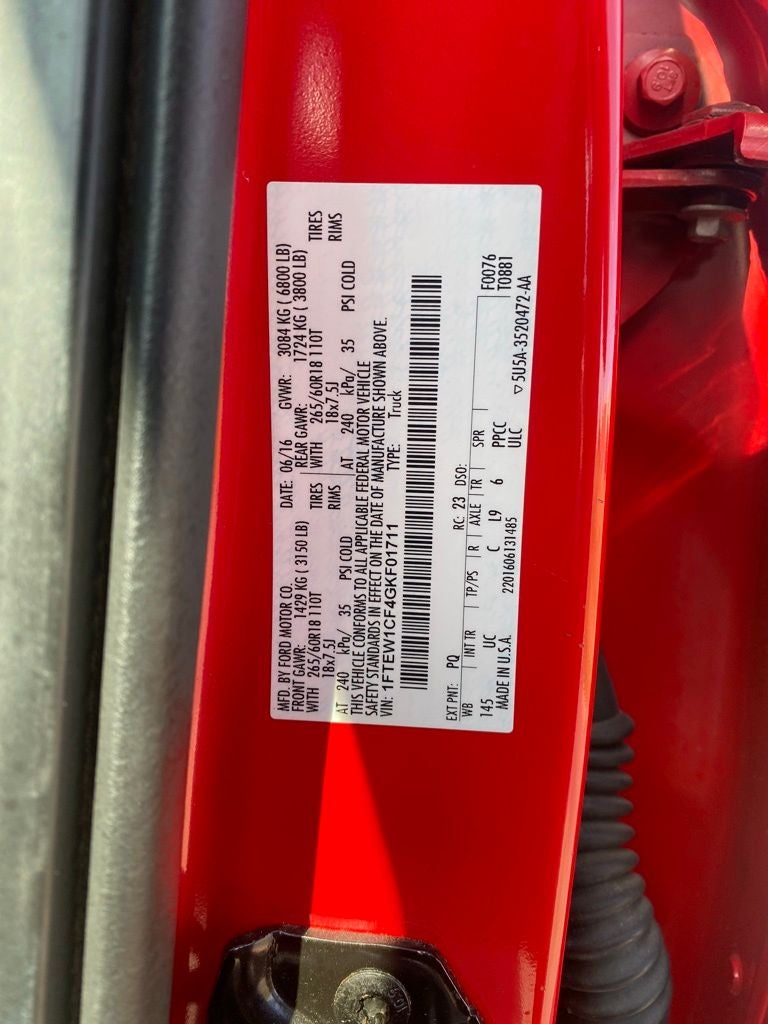 MFD. BY FORD MOTOR CO.
DATE: 06/16 GVWR: 3084 KG ( 6800 LB)
FRONT GAWR: 1429 KG ( 3150 LB) REAR GAWR: 1724 KG ( 3800 LB)
WITH 265/60R18 110T TIRES WITH 265/60R18 110T TIRES
18x7.5J RIMS 18x7.5J RIMS
AT 240 kPa/ 35 PSI COLD AT 240 kPa/ 35 PSI COLD
THIS VEHICLE CONFORMS TO ALL APPLICABLE FEDERAL MOTOR VEHICLE
SAFETY STANDARDS IN EFFECT ON THE DATE OF MANUFACTURE SHOWN ABOVE.
VIN: 1FTEW1CF4GKF01711 TYPE: Truck
F0076
T0881
EXT PNT: PQ RC: 23 DSO:
WB INT TR TP/PS R AXLE TR SPR
145 UC C L9 6 PPCC
ULC
MADE IN U.S.A. 2201606131485 ▽5U5A-3520472-AA